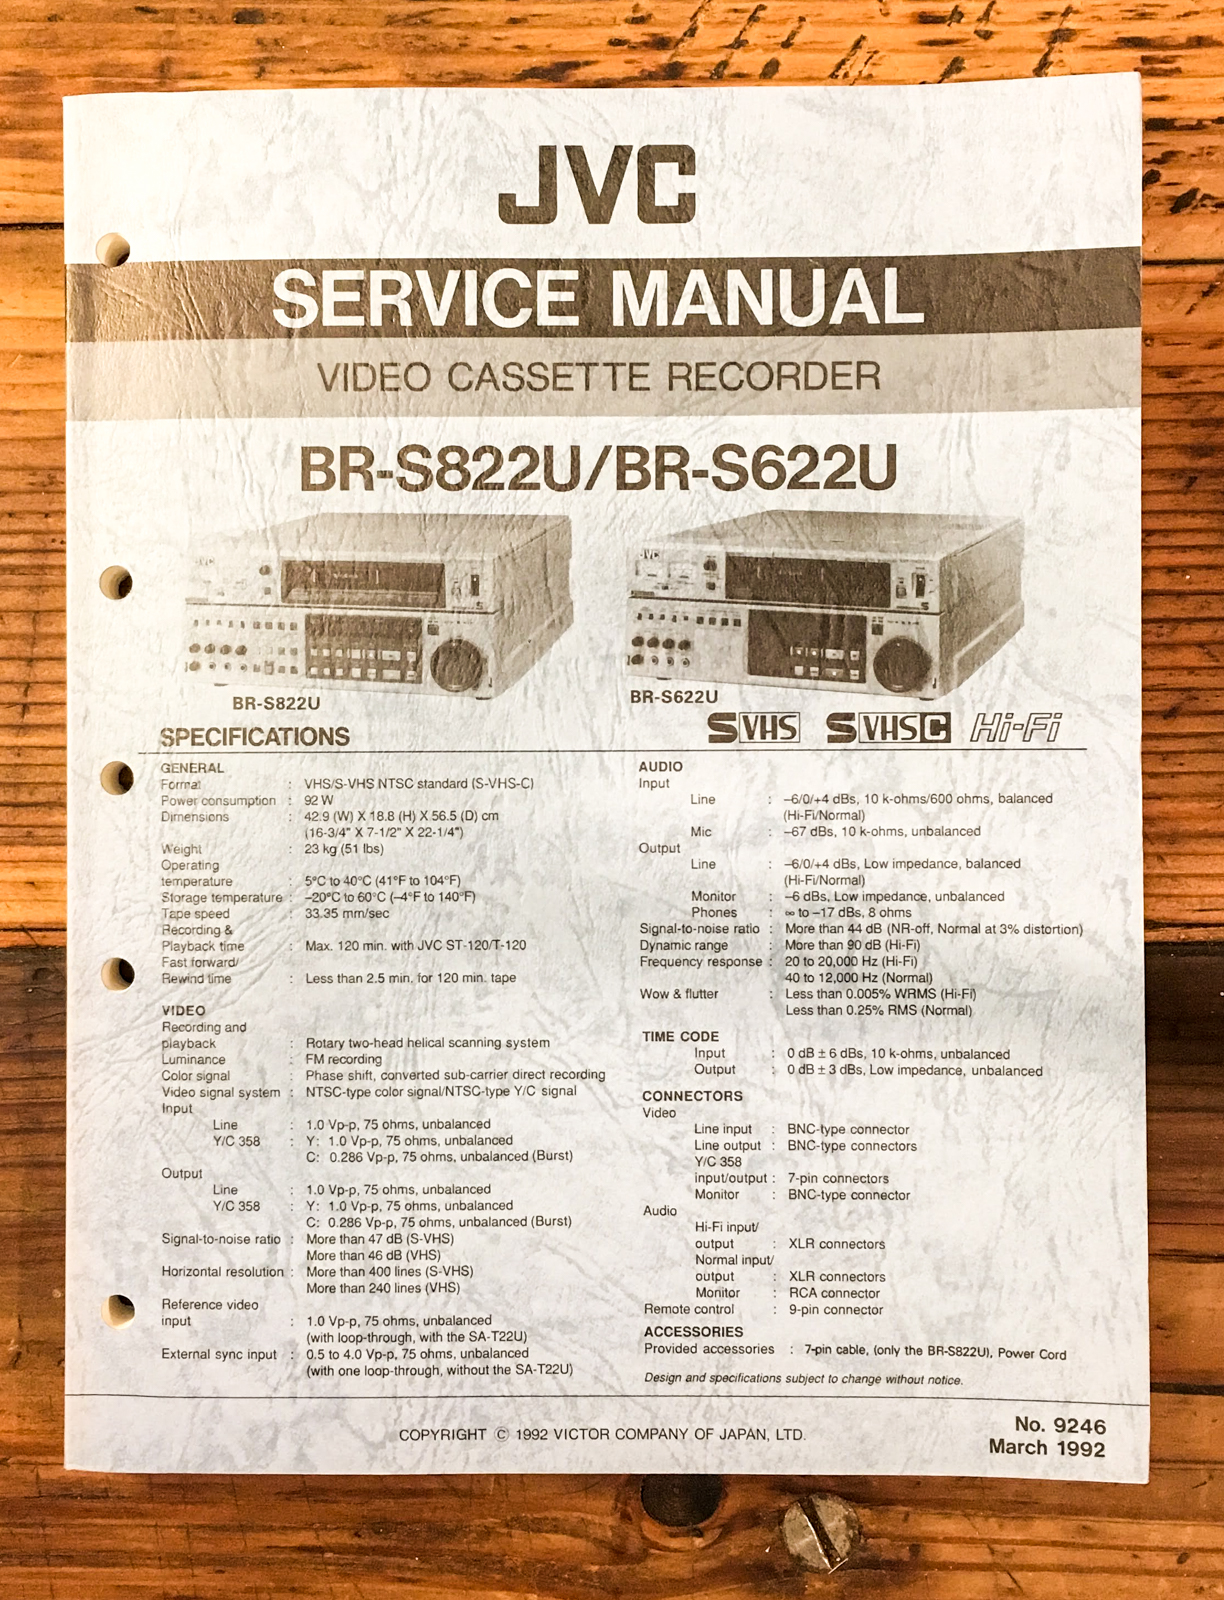 JVC
SERVICE MANUAL
VIDEO CASSETTE RECORDER
BR-S822U/BR-S622U
JVC
JVC
BR-S822U
BR-S622U
S VHS S VHS C Hi-Fi
SPECIFICATIONS
GENERAL
Format : VHS/S-VHS NTSC standard (S-VHS-C)
Power consumption : 92 W
Dimensions : 42.9 (W) X 18.8 (H) X 56.5 (D) cm
(16-3/4" X 7-1/2" X 22-1/4")
Weight : 23 kg (51 lbs)
Operating
temperature : 5°C to 40°C (41°F to 104°F)
Storage temperature : –20°C to 60°C (–4°F to 140°F)
Tape speed : 33.35 mm/sec
Recording &
Playback time : Max. 120 min. with JVC ST-120/T-120
Fast forward/
Rewind time : Less than 2.5 min. for 120 min. tape
VIDEO
Recording and
playback : Rotary two-head helical scanning system
Luminance : FM recording
Color signal : Phase shift, converted sub-carrier direct recording
Video signal system : NTSC-type color signal/NTSC-type Y/C signal
Input
Line : 1.0 Vp-p, 75 ohms, unbalanced
Y/C 358 : Y: 1.0 Vp-p, 75 ohms, unbalanced
C: 0.286 Vp-p, 75 ohms, unbalanced (Burst)
Output
Line : 1.0 Vp-p, 75 ohms, unbalanced
Y/C 358 : Y: 1.0 Vp-p, 75 ohms, unbalanced
C: 0.286 Vp-p, 75 ohms, unbalanced (Burst)
Signal-to-noise ratio : More than 47 dB (S-VHS)
More than 46 dB (VHS)
Horizontal resolution : More than 400 lines (S-VHS)
More than 240 lines (VHS)
Reference video
input : 1.0 Vp-p, 75 ohms, unbalanced
(with loop-through, with the SA-T22U)
External sync input : 0.5 to 4.0 Vp-p, 75 ohms, unbalanced
(with one loop-through, without the SA-T22U)
AUDIO
Input
Line : –6/0/+4 dBs, 10 k-ohms/600 ohms, balanced
(Hi-Fi/Normal)
Mic : –67 dBs, 10 k-ohms, unbalanced
Output
Line : –6/0/+4 dBs, Low impedance, balanced
(Hi-Fi/Normal)
Monitor : –6 dBs, Low impedance, unbalanced
Phones : ∞ to –17 dBs, 8 ohms
Signal-to-noise ratio : More than 44 dB (NR-off, Normal at 3% distortion)
Dynamic range : More than 90 dB (Hi-Fi)
Frequency response : 20 to 20,000 Hz (Hi-Fi)
40 to 12,000 Hz (Normal)
Wow & flutter : Less than 0.005% WRMS (Hi-Fi)
Less than 0.25% RMS (Normal)
TIME CODE
Input : 0 dB ± 6 dBs, 10 k-ohms, unbalanced
Output : 0 dB ± 3 dBs, Low impedance, unbalanced
CONNECTORS
Video
Line input : BNC-type connector
Line output : BNC-type connectors
Y/C 358
input/output : 7-pin connectors
Monitor : BNC-type connector
Audio
Hi-Fi input/
output : XLR connectors
Normal input/
output : XLR connectors
Monitor : RCA connector
Remote control : 9-pin connector
ACCESSORIES
Provided accessories : 7-pin cable, (only the BR-S822U), Power Cord
Design and specifications subject to change without notice.
COPYRIGHT © 1992 VICTOR COMPANY OF JAPAN, LTD.
No. 9246
March 1992